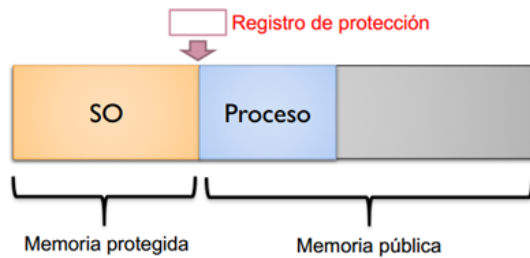 Registro de protección
SO
Proceso
Memoria protegida
Memoria pública